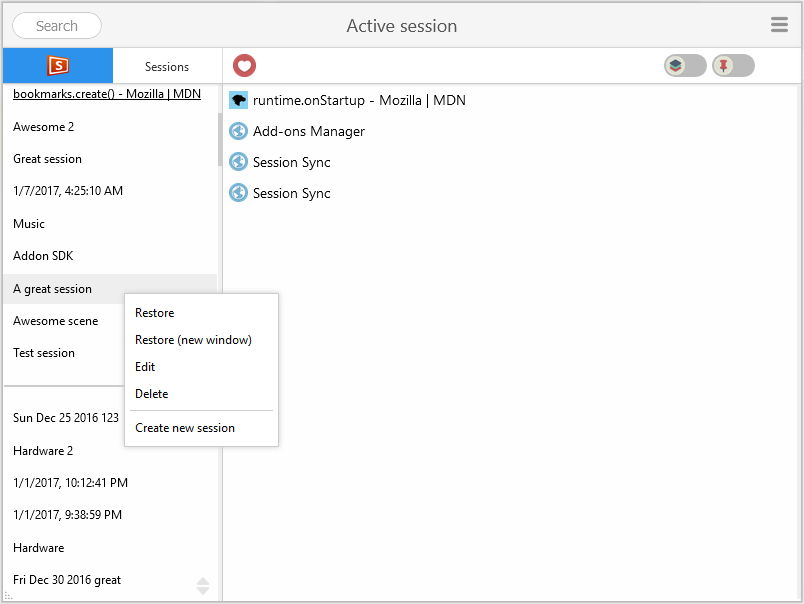 Search
Active session
S
Sessions
bookmarks.create() - Mozilla | MDN
Awesome 2
Great session
1/7/2017, 4:25:10 AM
Music
Addon SDK
A great session
Awesome scene
Test session
Sun Dec 25 2016 123
Hardware 2
1/1/2017, 10:12:41 PM
1/1/2017, 9:38:59 PM
Hardware
Fri Dec 30 2016 great
Restore
Restore (new window)
Edit
Delete
Create new session
runtime.onStartup - Mozilla | MDN
Add-ons Manager
Session Sync
Session Sync